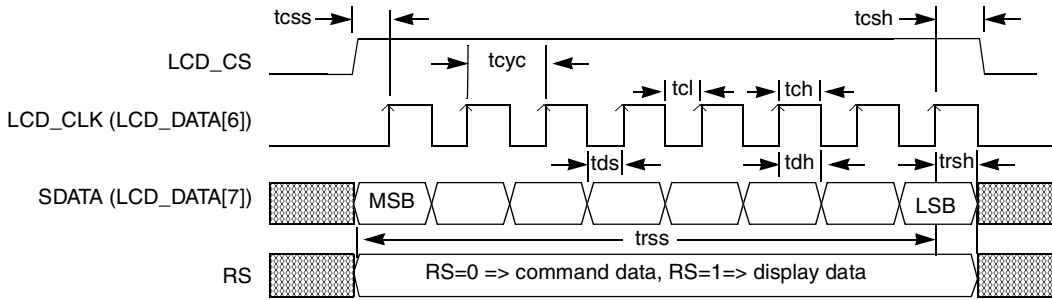 tcss
tcsh
LCD_CS
tcyc
tcl
tch
LCD_CLK (LCD_DATA[6])
tds
tdh
trsh
SDATA (LCD_DATA[7])
MSB
LSB
trss
RS
RS=0 => command data, RS=1=> display data